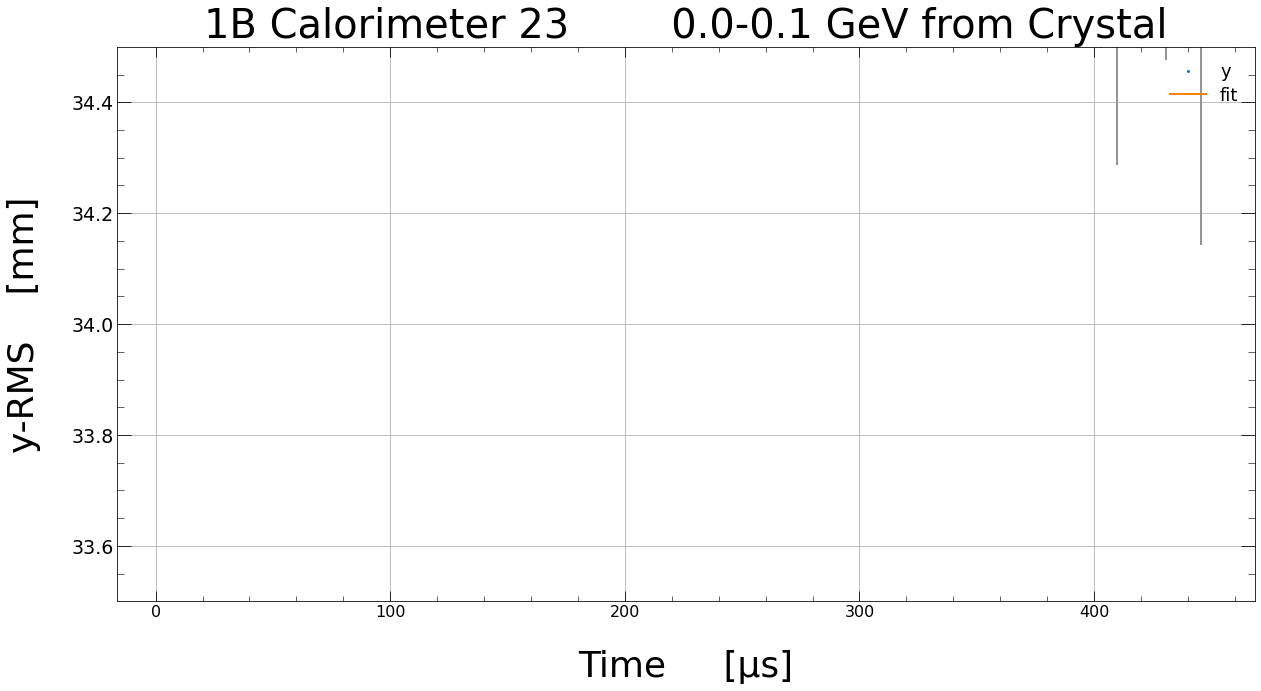 1B Calorimeter 23 0.0-0.1 GeV from Crystal
y
fit
34.4
34.2
34.0
33.8
33.6
y-RMS [mm]
0 100 200 300 400
Time [µs]